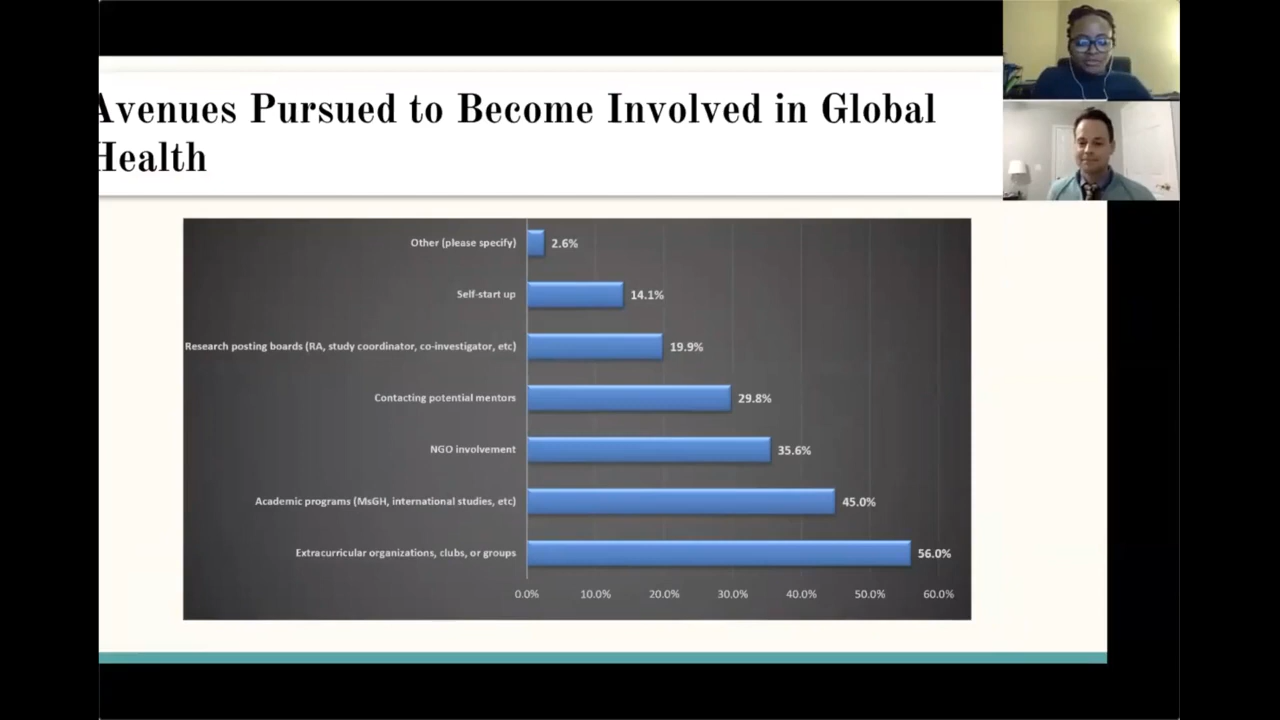 Avenues Pursued to Become Involved in Global
Health
Other (please specify) 2.6%
Self-start up 14.1%
Research posting boards (RA, study coordinator, co-investigator, etc) 19.9%
Contacting potential mentors 29.8%
NGO involvement 35.6%
Academic programs (MsGH, international studies, etc) 45.0%
Extracurricular organizations, clubs, or groups 56.0%
0.0% 10.0% 20.0% 30.0% 40.0% 50.0% 60.0%